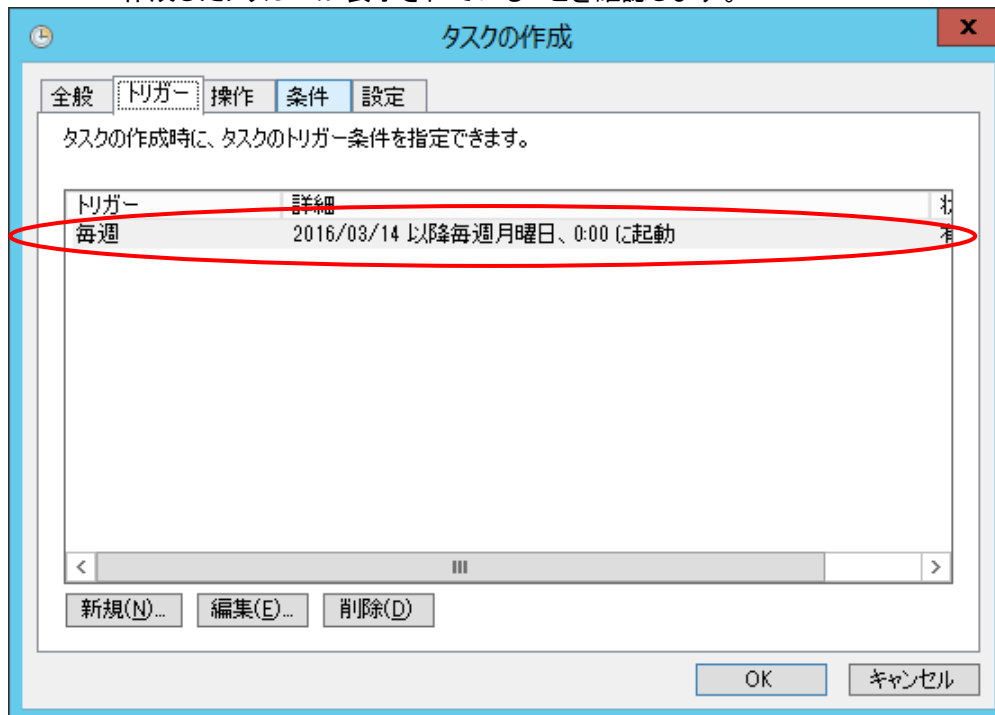 タスクの作成
x
全般 トリガー 操作 条件 設定
タスクの作成時に、タスクのトリガー条件を指定できます。
トリガー 詳細
毎週 2016/03/14 以降毎週月曜日、0:00 に起動
新規(N)... 編集(E)... 削除(D)
OK キャンセル